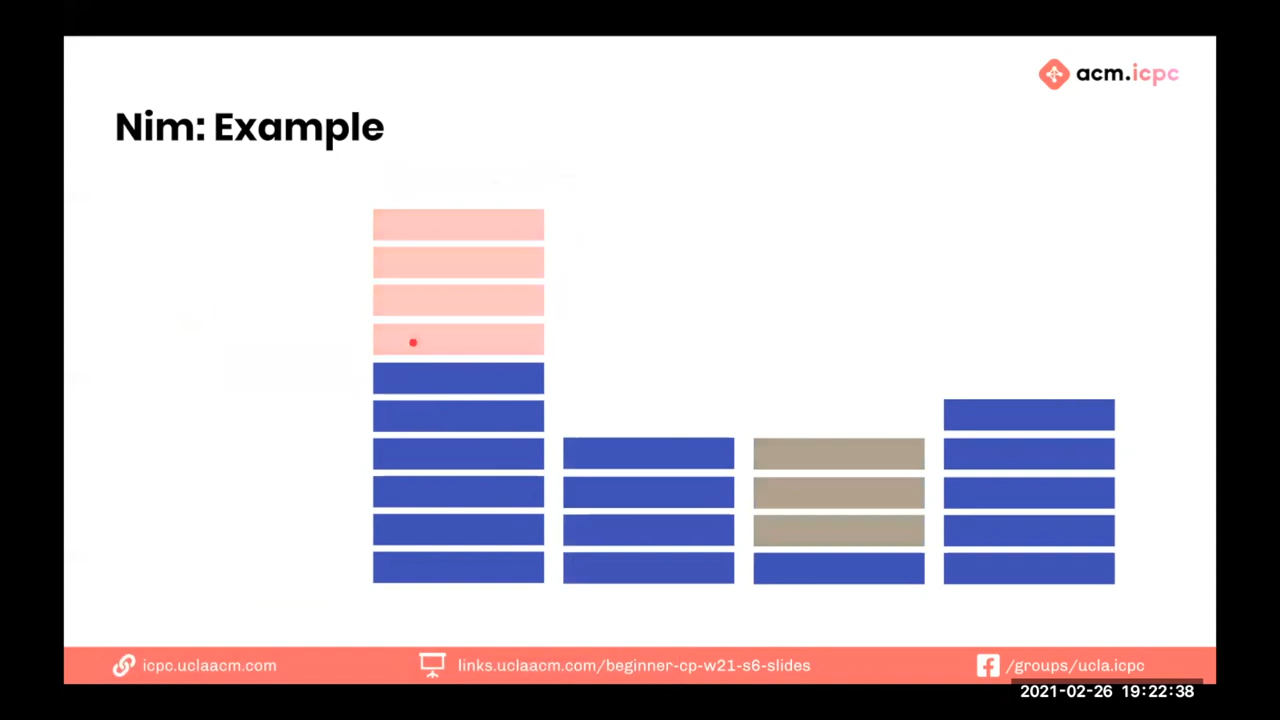 acm.icpc
Nim: Example
icpc.uclaacm.com
links.uclaacm.com/beginner-cp-w21-s6-slides
/groups/ucla.icpc
2021-02-26 19:22:38